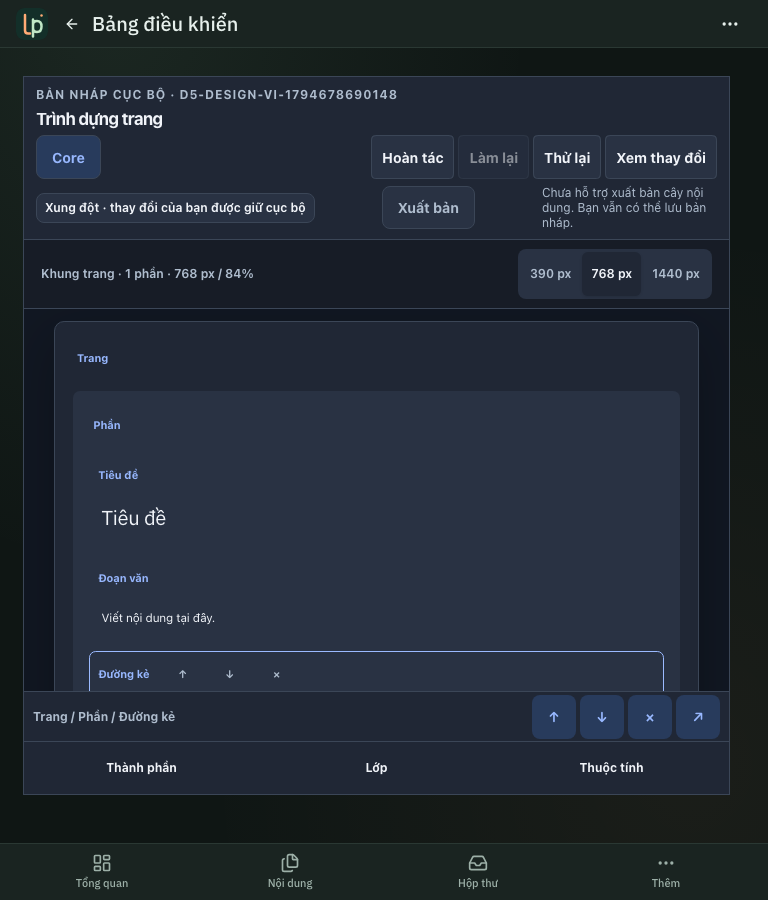 lp
Bảng điều khiển
BẢN NHÁP CỤC BỘ · D5-DESIGN-VI-1794678690148
Trình dựng trang
Core
Hoàn tác
Làm lại
Thử lại
Xem thay đổi
Xung đột · thay đổi của bạn được giữ cục bộ
Xuất bản
Chưa hỗ trợ xuất bản cây nội
dung. Bạn vẫn có thể lưu bản
nháp.
Khung trang · 1 phần · 768 px / 84%
390 px
768 px
1440 px
Trang
Phần
Tiêu đề
Tiêu đề
Đoạn văn
Viết nội dung tại đây.
Đường kẻ ↑ ↓ ×
Trang / Phần / Đường kẻ
↑ ↓ × ↗
Thành phần
Lớp
Thuộc tính
Tổng quan
Nội dung
Hộp thư
Thêm